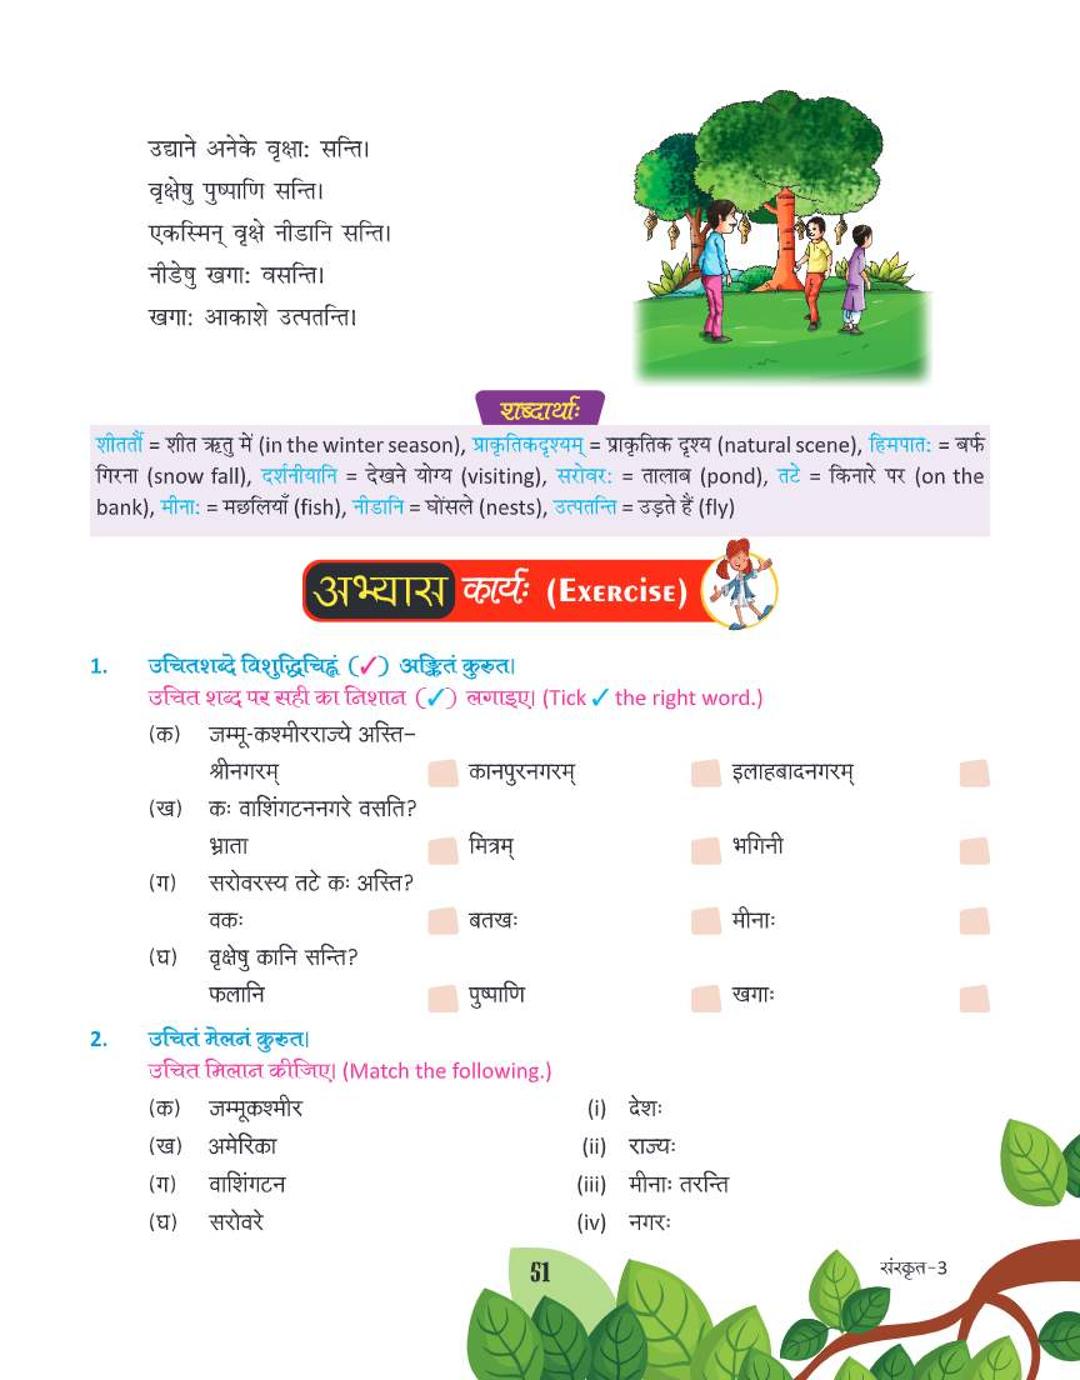 उद्याने अनेके वृक्षा: सन्ति।
वृक्षेषु पुष्पाणि सन्ति।
एकस्मिन् वृक्षे नीडानि सन्ति।
नीडेषु खगा: वसन्ति।
खगा: आकाशे उत्पतन्ति।
शब्दार्थाः
शीतर्तौ = शीत ऋतु में (in the winter season), प्राकृतिकदृश्यम् = प्राकृतिक दृश्य (natural scene), हिमपात: = बर्फ
गिरना (snow fall), दर्शनीयानि = देखने योग्य (visiting), सरोवर: = तालाब (pond), तटे = किनारे पर (on the
bank), मीना: = मछलियाँ (fish), नीडानि = घोंसले (nests), उत्पतन्ति = उड़ते हैं (fly)
अभ्यास कार्यः (Exercise)
1. उचितशब्दे विशुद्धिचिह्नं (✓) अङ्कितं कुरुत।
उचित शब्द पर सही का निशान (✓) लगाइए। (Tick ✓ the right word.)
(क) जम्मू-कश्मीरराज्ये अस्ति–
श्रीनगरम् कानपुरनगरम् इलाहबादनगरम्
(ख) कः वाशिंगटननगरे वसति?
भ्राता मित्रम् भगिनी
(ग) सरोवरस्य तटे कः अस्ति?
वकः बतखः मीनाः
(घ) वृक्षेषु कानि सन्ति?
फलानि पुष्पाणि खगाः
2. उचितं मेलनं कुरुत।
उचित मिलान कीजिए। (Match the following.)
(क) जम्मूकश्मीर (i) देशः
(ख) अमेरिका (ii) राज्यः
(ग) वाशिंगटन (iii) मीनाः तरन्ति
(घ) सरोवरे (iv) नगरः
51
संस्कृत-3